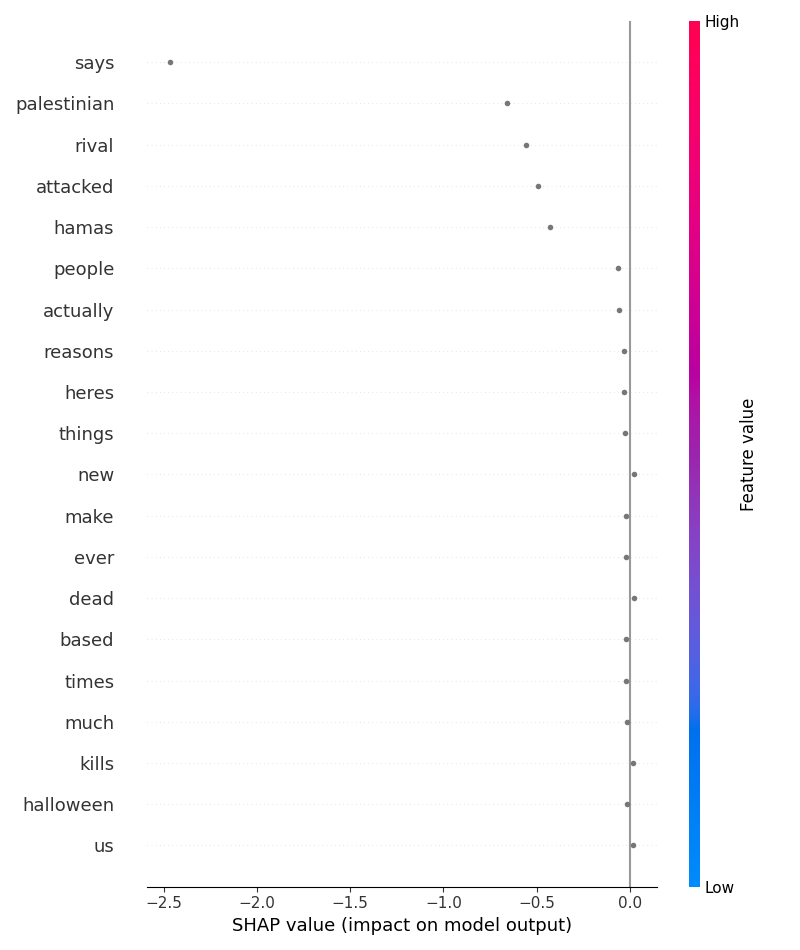 High
says
palestinian
rival
attacked
hamas
people
actually
reasons
heres
things
new
make
ever
dead
based
times
much
kills
halloween
us
Feature value
Low
−2.5 −2.0 −1.5 −1.0 −0.5 0.0
SHAP value (impact on model output)